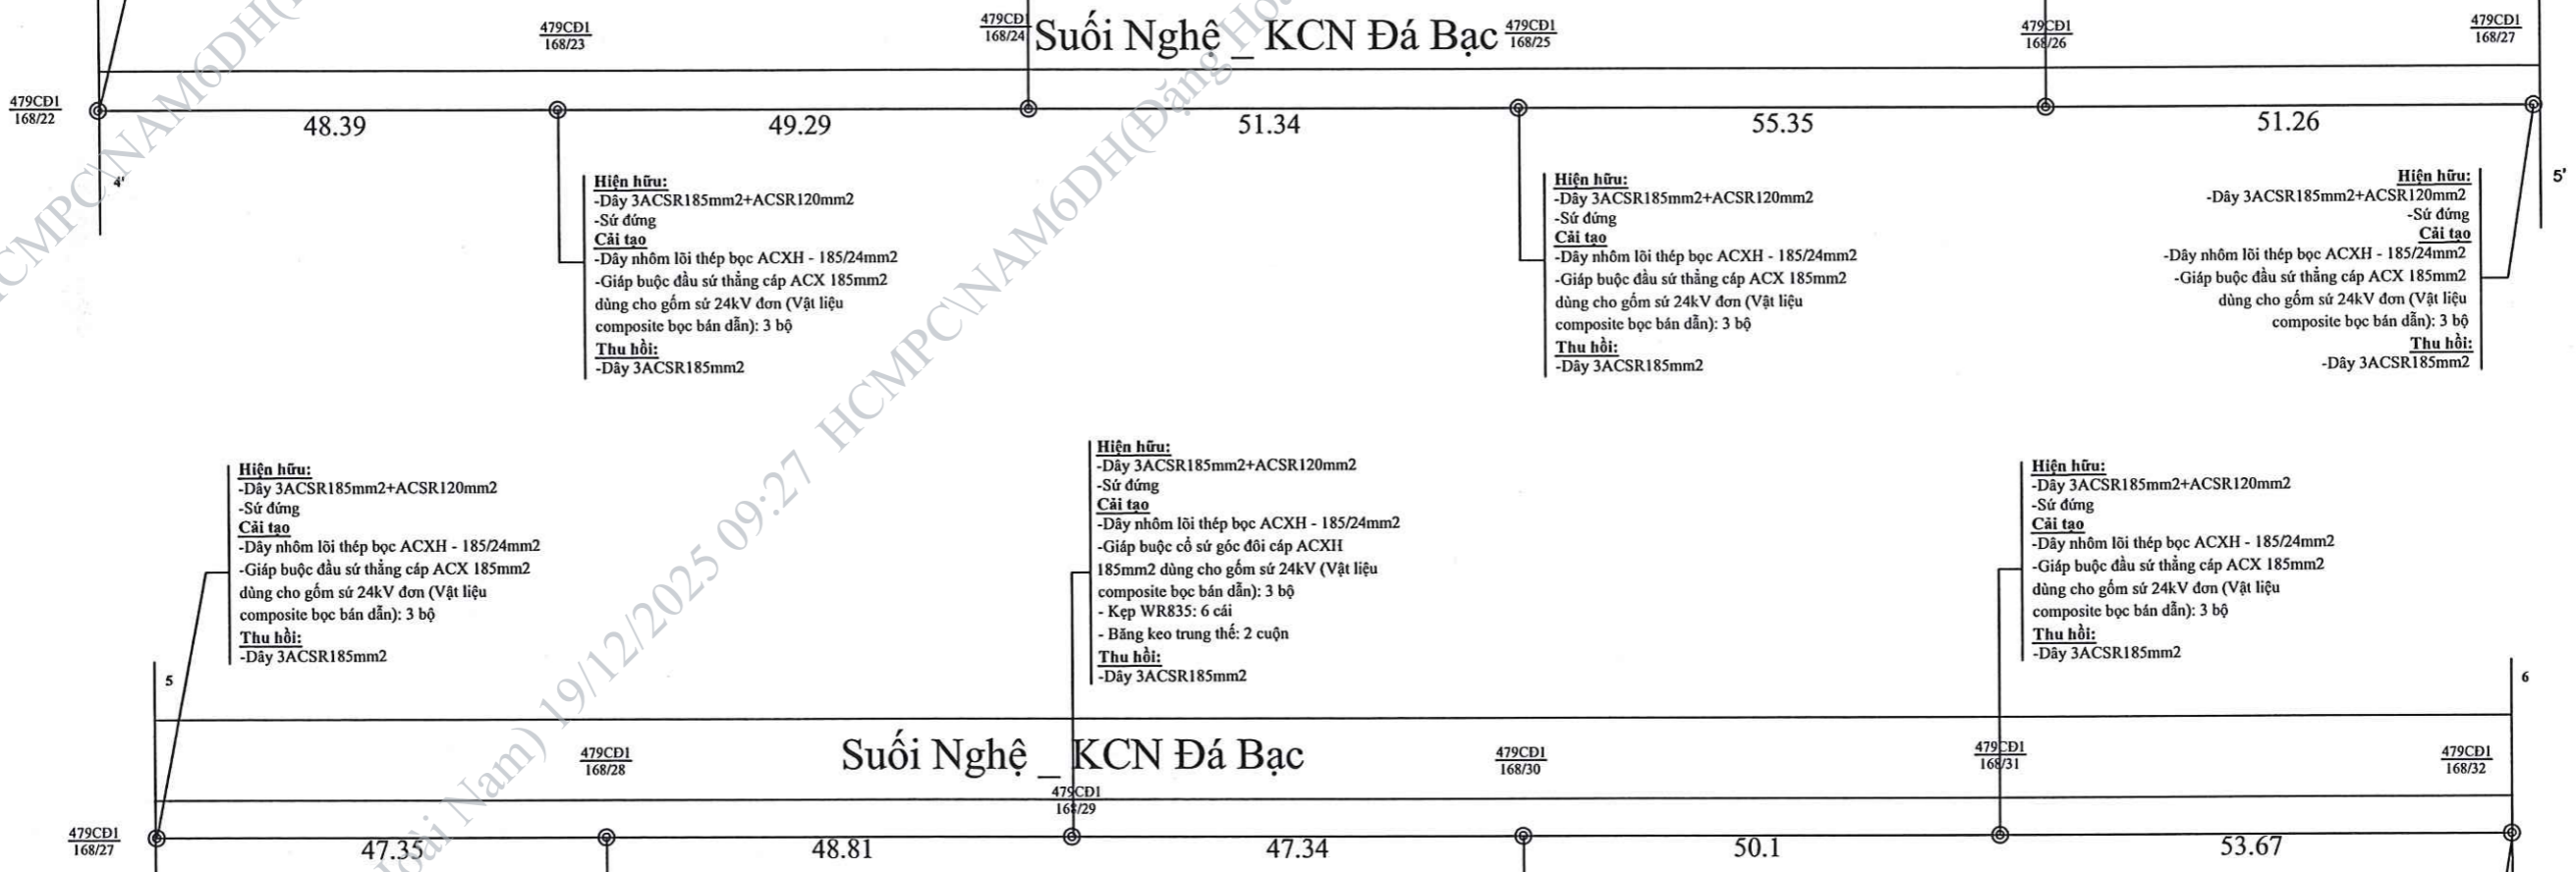 479CĐ1
168/23
479CĐ1
168/24
Suối Nghệ _ KCN Đá Bạc
479CĐ1
168/25
479CĐ1
168/26
479CĐ1
168/27
479CĐ1
168/22
48.39
49.29
51.34
55.35
51.26
4'
5'
Hiện hữu:
-Dây 3ACSR185mm2+ACSR120mm2
-Sứ đứng
Cải tạo
-Dây nhôm lõi thép bọc ACXH - 185/24mm2
-Giáp buộc đầu sứ thẳng cáp ACX 185mm2
dùng cho gốm sứ 24kV đơn (Vật liệu
composite bọc bán dẫn): 3 bộ
Thu hồi:
-Dây 3ACSR185mm2
Hiện hữu:
-Dây 3ACSR185mm2+ACSR120mm2
-Sứ đứng
Cải tạo
-Dây nhôm lõi thép bọc ACXH - 185/24mm2
-Giáp buộc đầu sứ thẳng cáp ACX 185mm2
dùng cho gốm sứ 24kV đơn (Vật liệu
composite bọc bán dẫn): 3 bộ
Thu hồi:
-Dây 3ACSR185mm2
Hiện hữu:
-Dây 3ACSR185mm2+ACSR120mm2
-Sứ đứng
Cải tạo
-Dây nhôm lõi thép bọc ACXH - 185/24mm2
-Giáp buộc đầu sứ thẳng cáp ACX 185mm2
dùng cho gốm sứ 24kV đơn (Vật liệu
composite bọc bán dẫn): 3 bộ
Thu hồi:
-Dây 3ACSR185mm2
Hiện hữu:
-Dây 3ACSR185mm2+ACSR120mm2
-Sứ đứng
Cải tạo
-Dây nhôm lõi thép bọc ACXH - 185/24mm2
-Giáp buộc đầu sứ thẳng cáp ACX 185mm2
dùng cho gốm sứ 24kV đơn (Vật liệu
composite bọc bán dẫn): 3 bộ
Thu hồi:
-Dây 3ACSR185mm2
Hiện hữu:
-Dây 3ACSR185mm2+ACSR120mm2
-Sứ đứng
Cải tạo
-Dây nhôm lõi thép bọc ACXH - 185/24mm2
-Giáp buộc cổ sứ góc đôi cáp ACXH
185mm2 dùng cho gốm sứ 24kV (Vật liệu
composite bọc bán dẫn): 3 bộ
- Kẹp WR835: 6 cái
- Băng keo trung thế: 2 cuộn
Thu hồi:
-Dây 3ACSR185mm2
Hiện hữu:
-Dây 3ACSR185mm2+ACSR120mm2
-Sứ đứng
Cải tạo
-Dây nhôm lõi thép bọc ACXH - 185/24mm2
-Giáp buộc đầu sứ thẳng cáp ACX 185mm2
dùng cho gốm sứ 24kV đơn (Vật liệu
composite bọc bán dẫn): 3 bộ
Thu hồi:
-Dây 3ACSR185mm2
5
6
479CĐ1
168/28
Suối Nghệ _ KCN Đá Bạc
479CĐ1
168/29
479CĐ1
168/30
479CĐ1
168/31
479CĐ1
168/32
479CĐ1
168/27
47.35
48.81
47.34
50.1
53.67
HCMPC\NAM6DH(
Hoài Nam) 19/12/2025 09:27 HCMPC\NAM6DH(Đặng Hoà